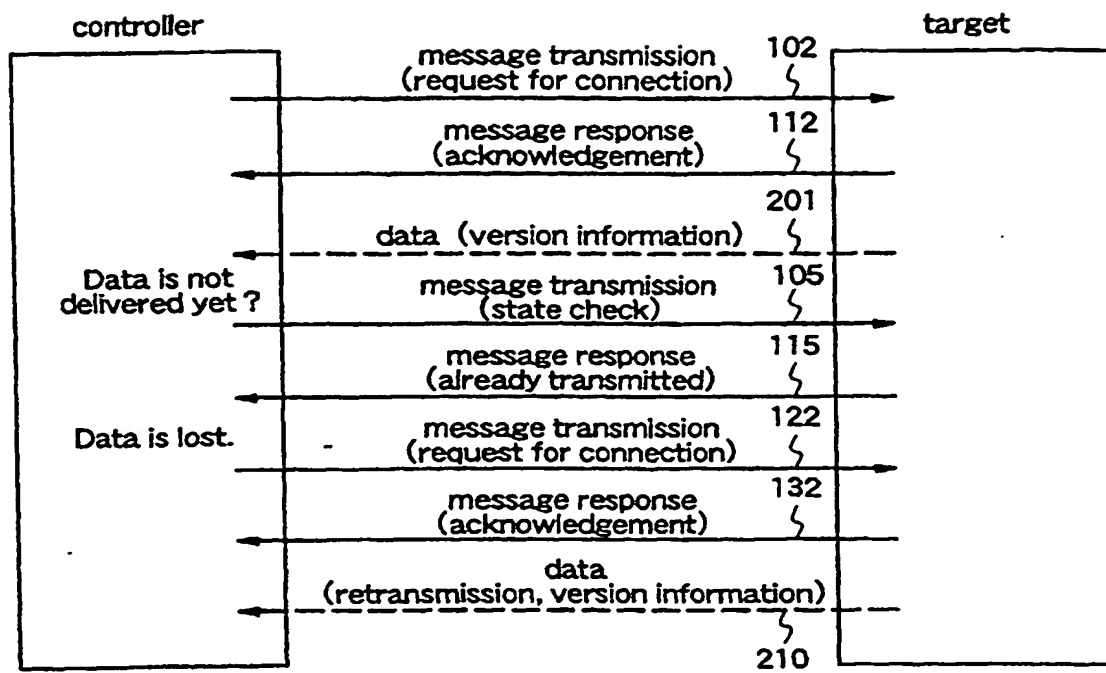 controller
target
message transmission
(request for connection)
102
message response
(acknowledgement)
112
data (version information)
201
Data is not
delivered yet ?
message transmission
(state check)
105
message response
(already transmitted)
115
Data is lost.
message transmission
(request for connection)
122
message response
(acknowledgement)
132
data
(retransmission, version information)
210